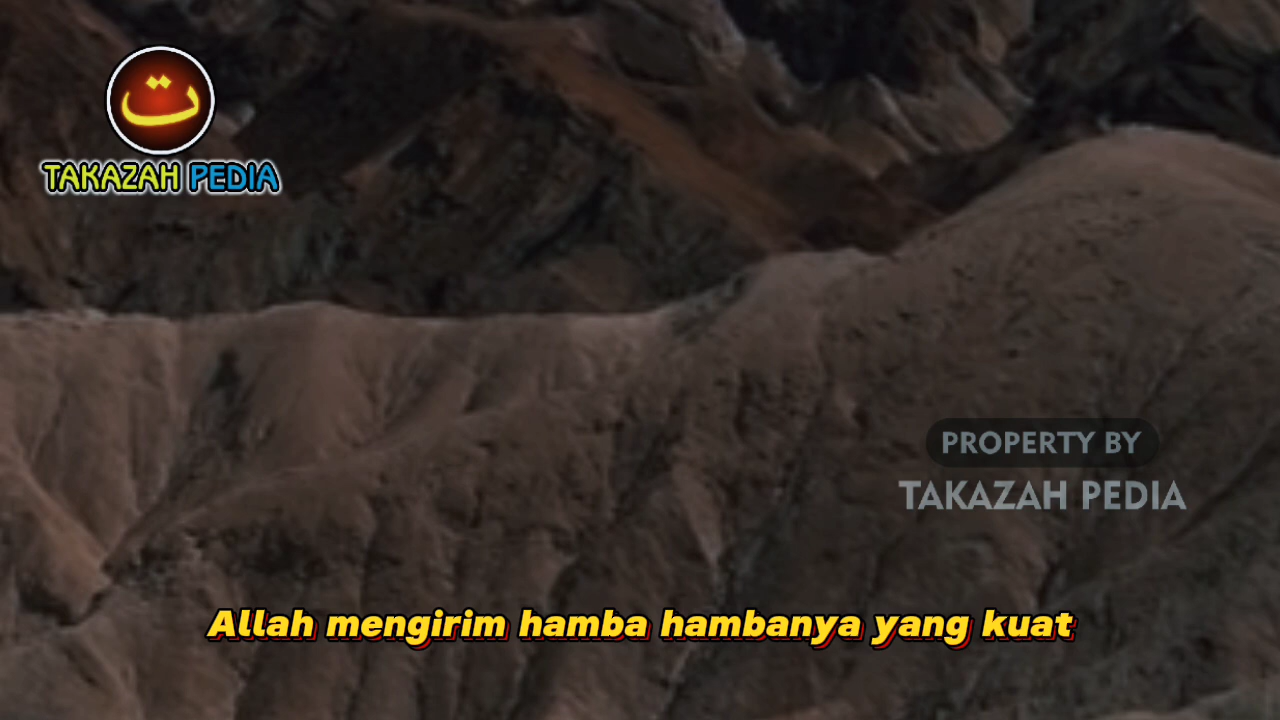 ت
TAKAZAH PEDIA
PROPERTY BY
TAKAZAH PEDIA
Allah mengirim hamba hambanya yang kuat